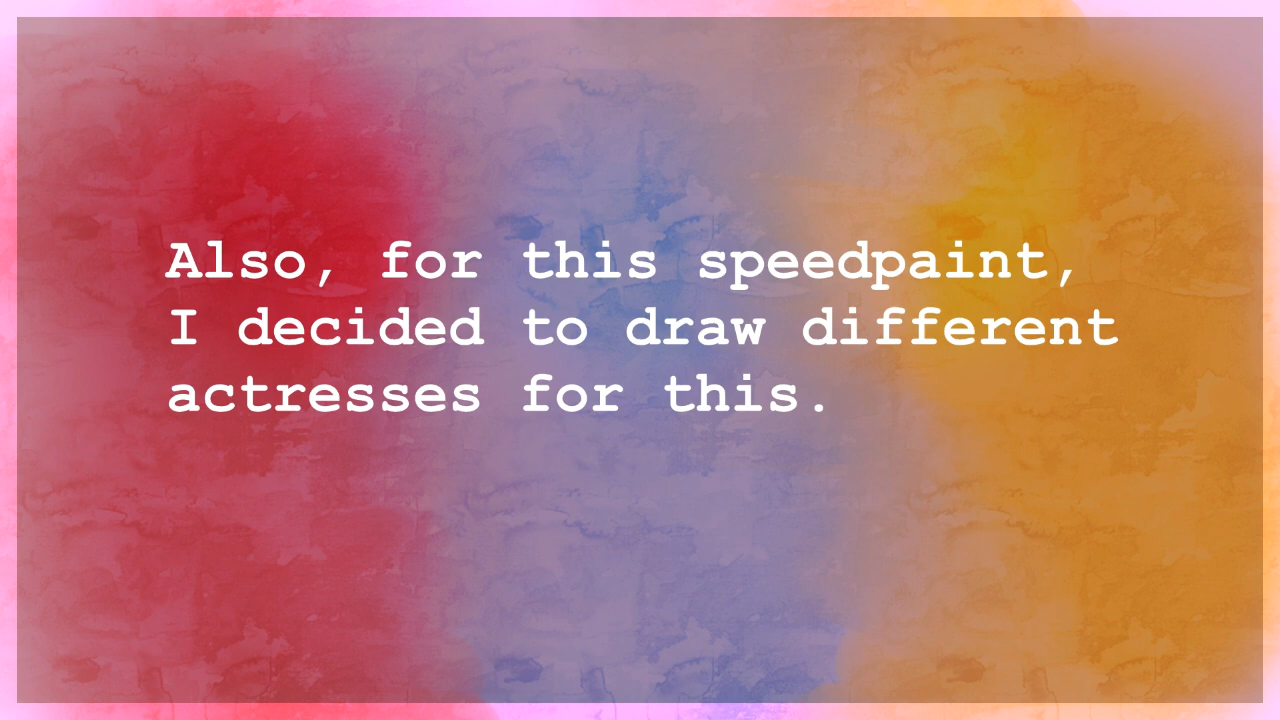 Also, for this speedpaint,
I decided to draw different
actresses for this.